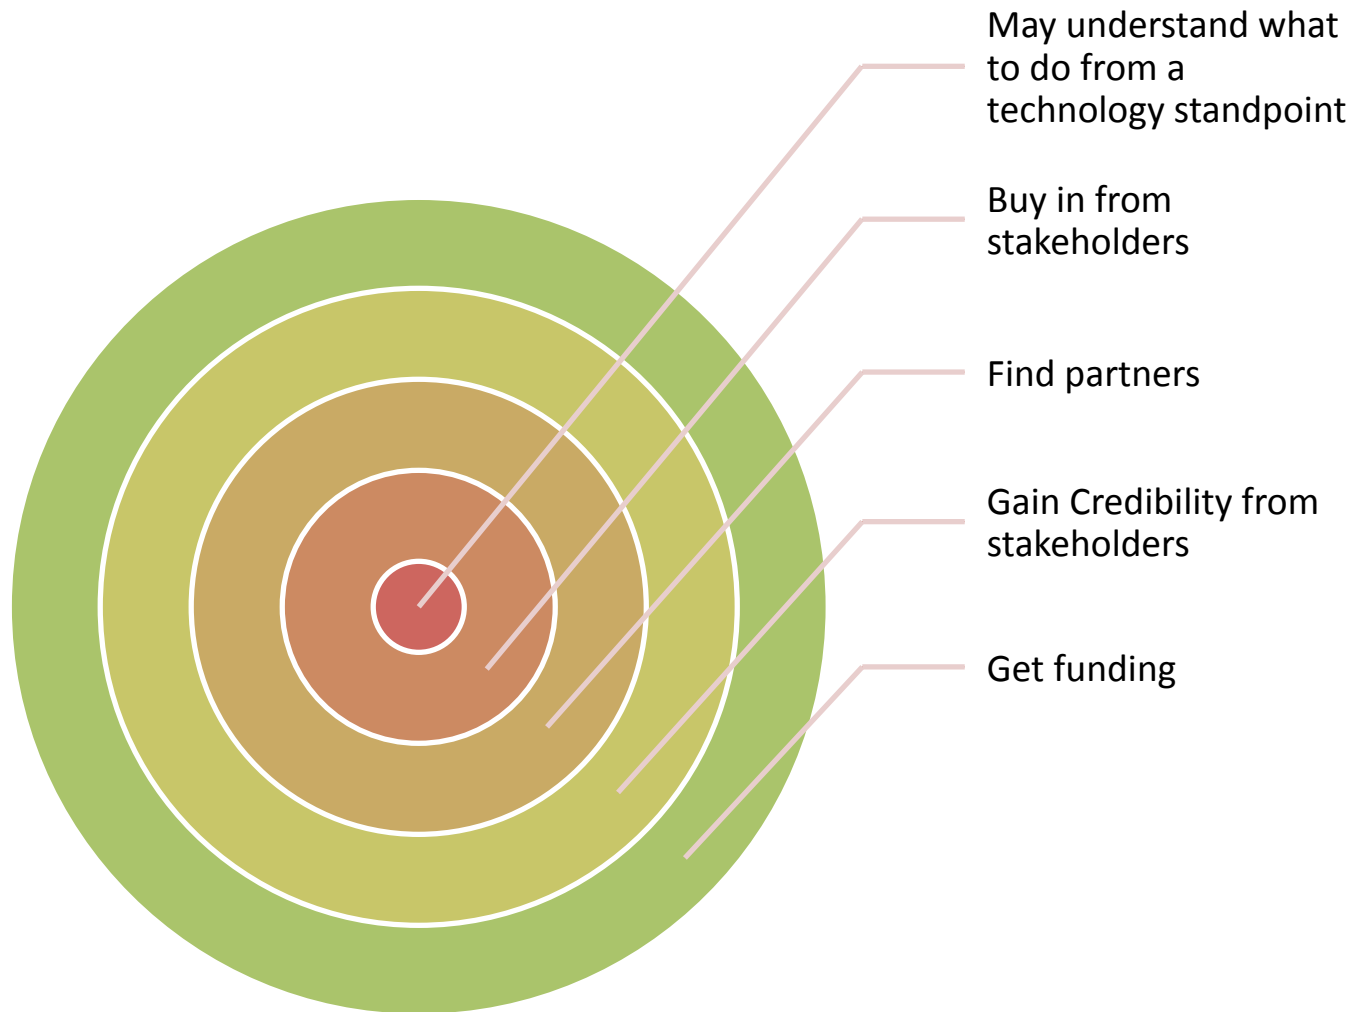 May understand what
to do from a
technology standpoint
Buy in from
stakeholders
Find partners
Gain Credibility from
stakeholders
Get funding